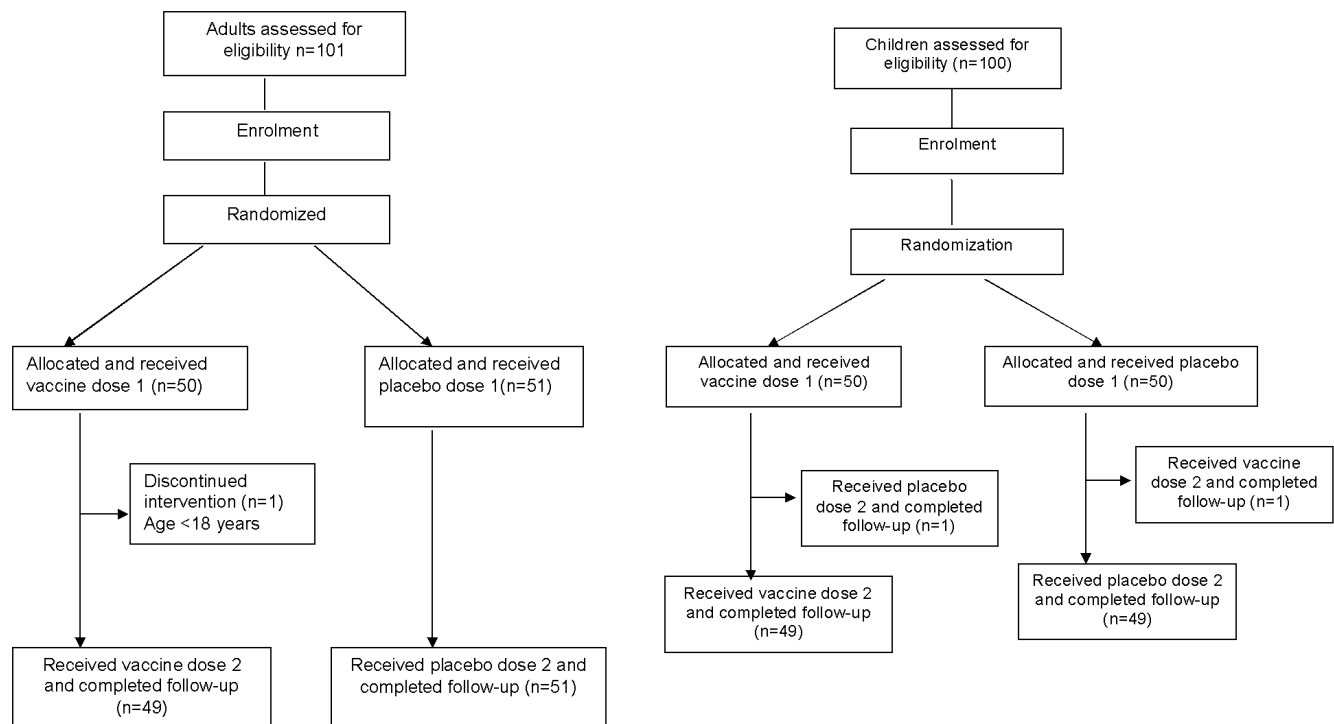 Adults assessed for
eligibility n=101
Enrolment
Randomized
Allocated and received
vaccine dose 1 (n=50)
Allocated and received
placebo dose 1(n=51)
Discontinued
intervention (n=1)
Age <18 years
Received vaccine dose 2
and completed follow-up
(n=49)
Received placebo dose 2 and
completed follow-up (n=51)
Children assessed for
eligibility (n=100)
Enrolment
Randomization
Allocated and received
vaccine dose 1 (n=50)
Allocated and received placebo
dose 1 (n=50)
Received placebo
dose 2 and completed
follow-up (n=1)
Received vaccine
dose 2 and completed
follow-up (n=1)
Received vaccine dose 2
and completed follow-up
(n=49)
Received placebo dose 2
and completed follow-up
(n=49)